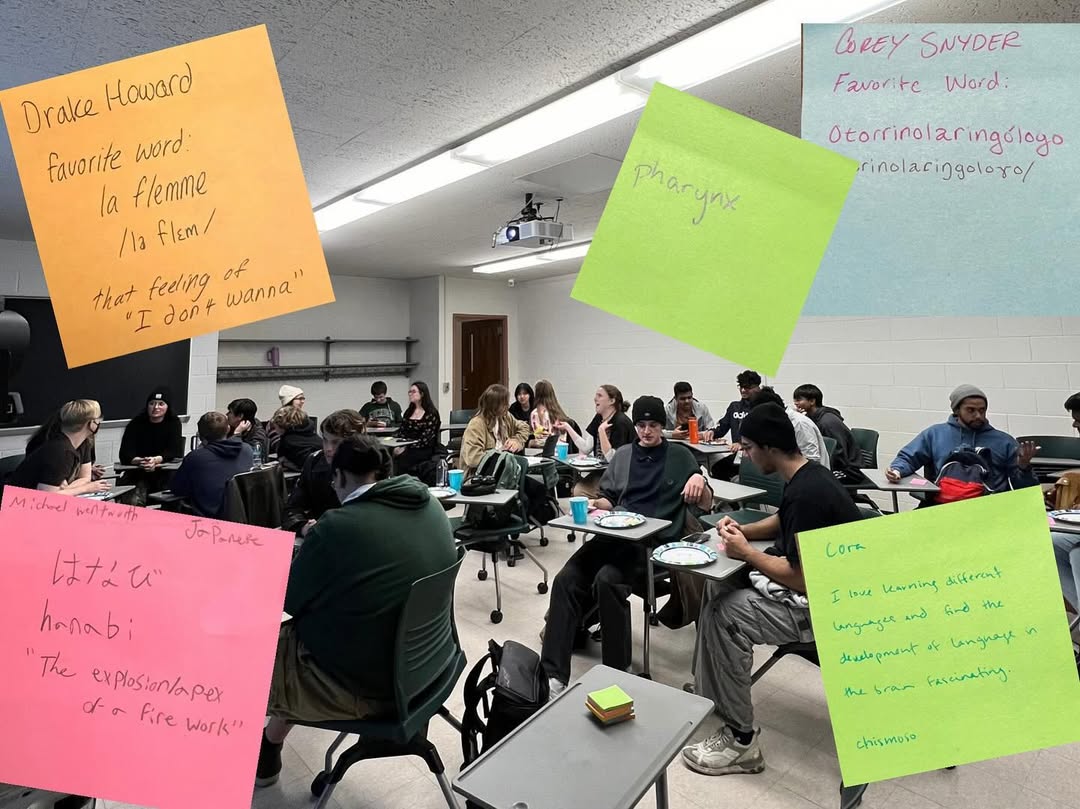 Drake Howard
favorite word:
la flemme
/la flɛm/
that feeling of
"I don't wanna"
pharynx
COREY SNYDER
Favorite Word:
Otorrinolaringólogo
orinolaringoloɣo/
Michael wentworth
Japanese
はなび
hanabi
"The explosion/apex
of a fire work"
Cora
I love learning different
languages and find the
development of language in
the brain fascinating.
chismoso
adidas